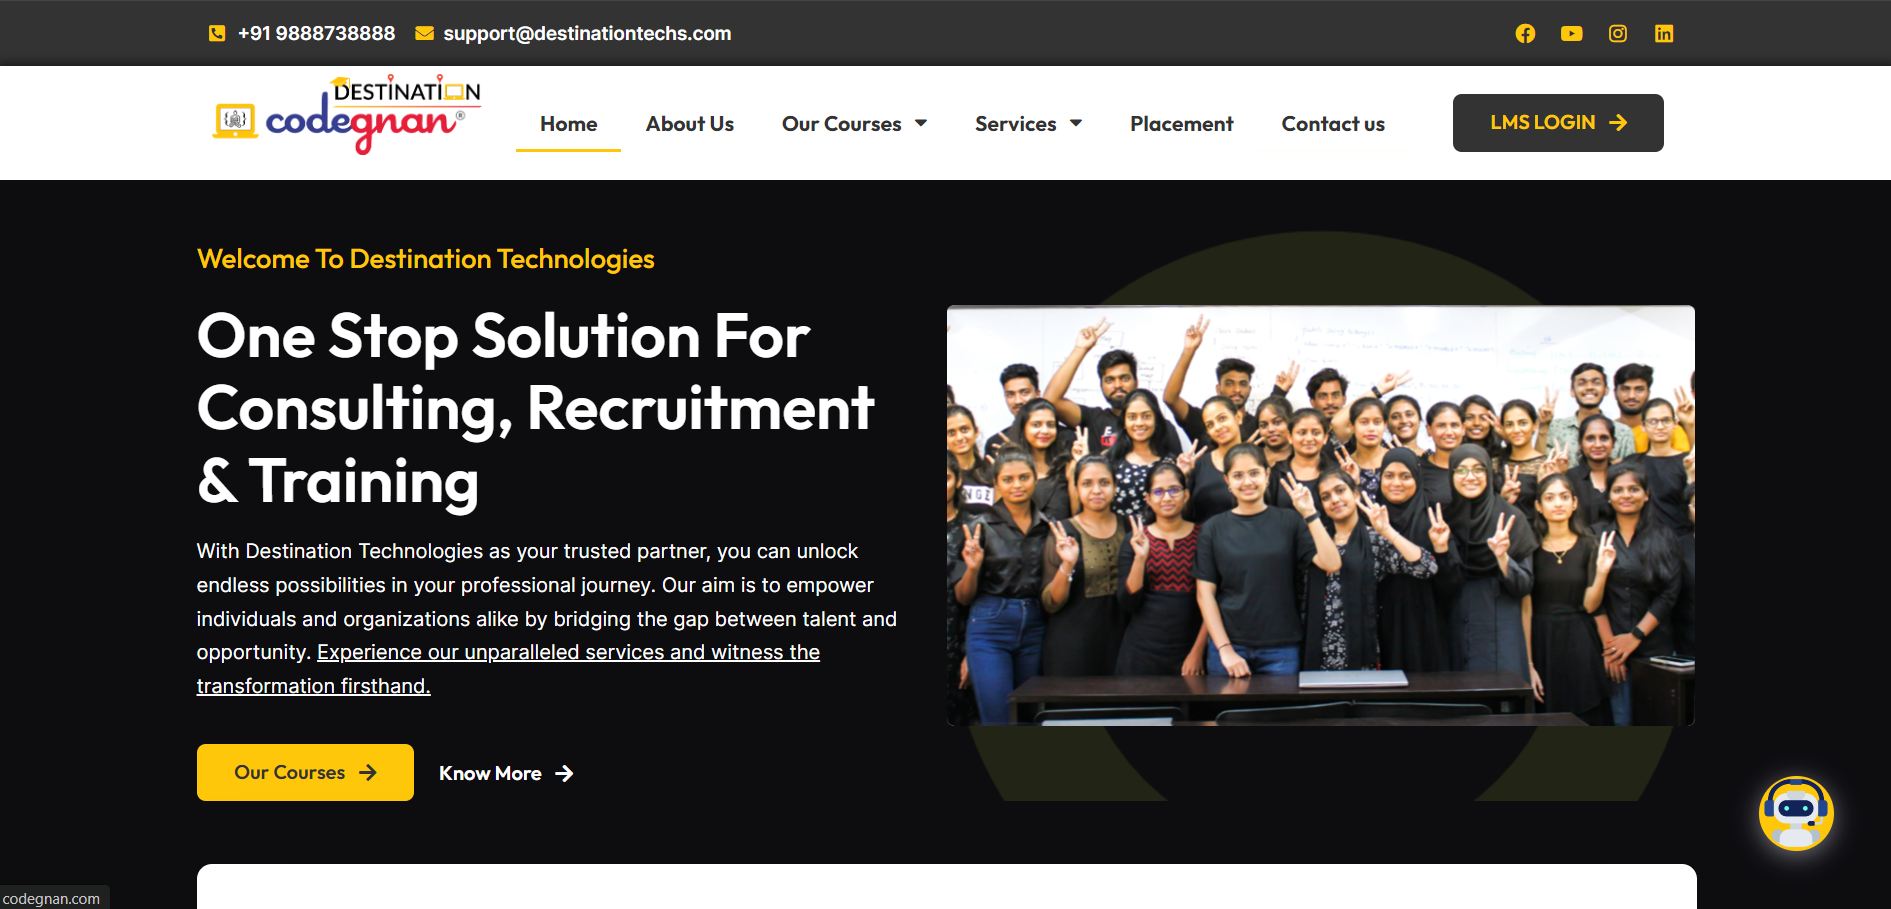 +91 9888738888 support@destinationtechs.com
DESTINATION
codegnan®
Home About Us Our Courses Services Placement Contact us LMS LOGIN
Welcome To Destination Technologies
One Stop Solution For
Consulting, Recruitment
& Training
With Destination Technologies as your trusted partner, you can unlock
endless possibilities in your professional journey. Our aim is to empower
individuals and organizations alike by bridging the gap between talent and
opportunity. Experience our unparalleled services and witness the
transformation firsthand.
Our Courses Know More
codegnan.com